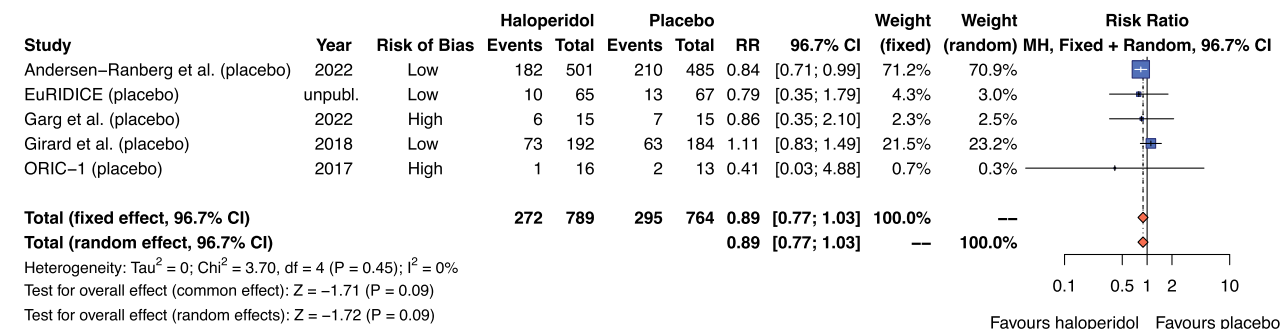 Haloperidol Placebo Weight Weight Risk Ratio
Study Year Risk of Bias Events Total Events Total RR 96.7% CI (fixed) (random) MH, Fixed + Random, 96.7% CI
Andersen−Ranberg et al. (placebo) 2022 Low 182 501 210 485 0.84 [0.71; 0.99] 71.2% 70.9%
EuRIDICE (placebo) unpubl. Low 10 65 13 67 0.79 [0.35; 1.79] 4.3% 3.0%
Garg et al. (placebo) 2022 High 6 15 7 15 0.86 [0.35; 2.10] 2.3% 2.5%
Girard et al. (placebo) 2018 Low 73 192 63 184 1.11 [0.83; 1.49] 21.5% 23.2%
ORIC−1 (placebo) 2017 High 1 16 2 13 0.41 [0.03; 4.88] 0.7% 0.3%
Total (fixed effect, 96.7% CI) 272 789 295 764 0.89 [0.77; 1.03] 100.0% −−
Total (random effect, 96.7% CI) 0.89 [0.77; 1.03] −− 100.0%
Heterogeneity: Tau² = 0; Chi² = 3.70, df = 4 (P = 0.45); I² = 0%
Test for overall effect (common effect): Z = −1.71 (P = 0.09)
Test for overall effect (random effects): Z = −1.72 (P = 0.09)
0.1 0.5 1 2 10
Favours haloperidol Favours placebo